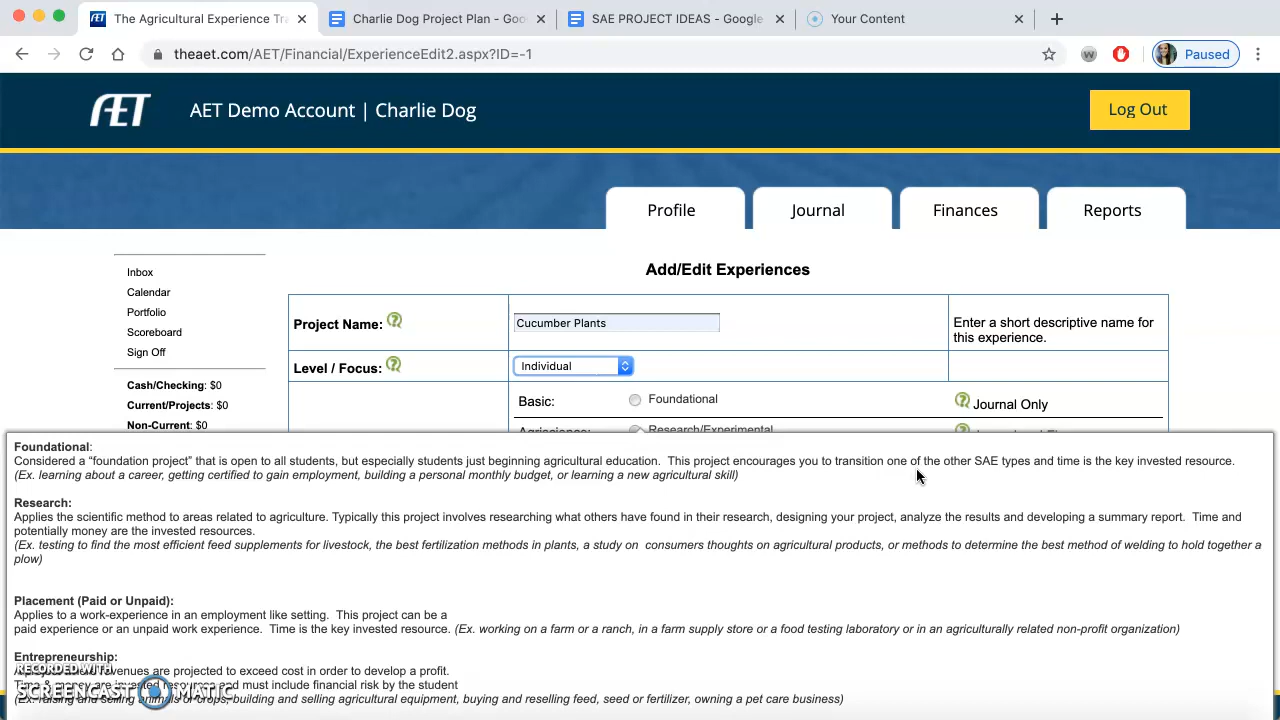 The Agricultural Experience Tra
Charlie Dog Project Plan - Goo
SAE PROJECT IDEAS - Google
Your Content
theaet.com/AET/Financial/ExperienceEdit2.aspx?ID=-1
W
Paused
AET
AET Demo Account | Charlie Dog
Log Out
Profile
Journal
Finances
Reports
Inbox
Calendar
Portfolio
Scoreboard
Sign Off
Cash/Checking: $0
Current/Projects: $0
Non-Current: $0
Add/Edit Experiences
Project Name:
Cucumber Plants
Enter a short descriptive name for
this experience.
Level / Focus:
Individual
Basic:
Foundational
Journal Only
Agriscience:
Research/Experimental
Foundational:
Considered a “foundation project” that is open to all students, but especially students just beginning agricultural education. This project encourages you to transition one of the other SAE types and time is the key invested resource.
(Ex. learning about a career, getting certified to gain employment, building a personal monthly budget, or learning a new agricultural skill)
Research:
Applies the scientific method to areas related to agriculture. Typically this project involves researching what others have found in their research, designing your project, analyze the results and developing a summary report. Time and
potentially money are the invested resources.
(Ex. testing to find the most efficient feed supplements for livestock, the best fertilization methods in plants, a study on consumers thoughts on agricultural products, or methods to determine the best method of welding to hold together a
plow)
Placement (Paid or Unpaid):
Applies to a work-experience in an employment like setting. This project can be a
paid experience or an unpaid work experience. Time is the key invested resource. (Ex. working on a farm or a ranch, in a farm supply store or a food testing laboratory or in an agriculturally related non-profit organization)
Entrepreneurship:
revenues are projected to exceed cost in order to develop a profit.
Time & money are invested resources and must include financial risk by the student
(Ex. raising and selling animals or crops, building and selling agricultural equipment, buying and reselling feed, seed or fertilizer, owning a pet care business)
RECORDED WITH
SCREENCAST MATIC